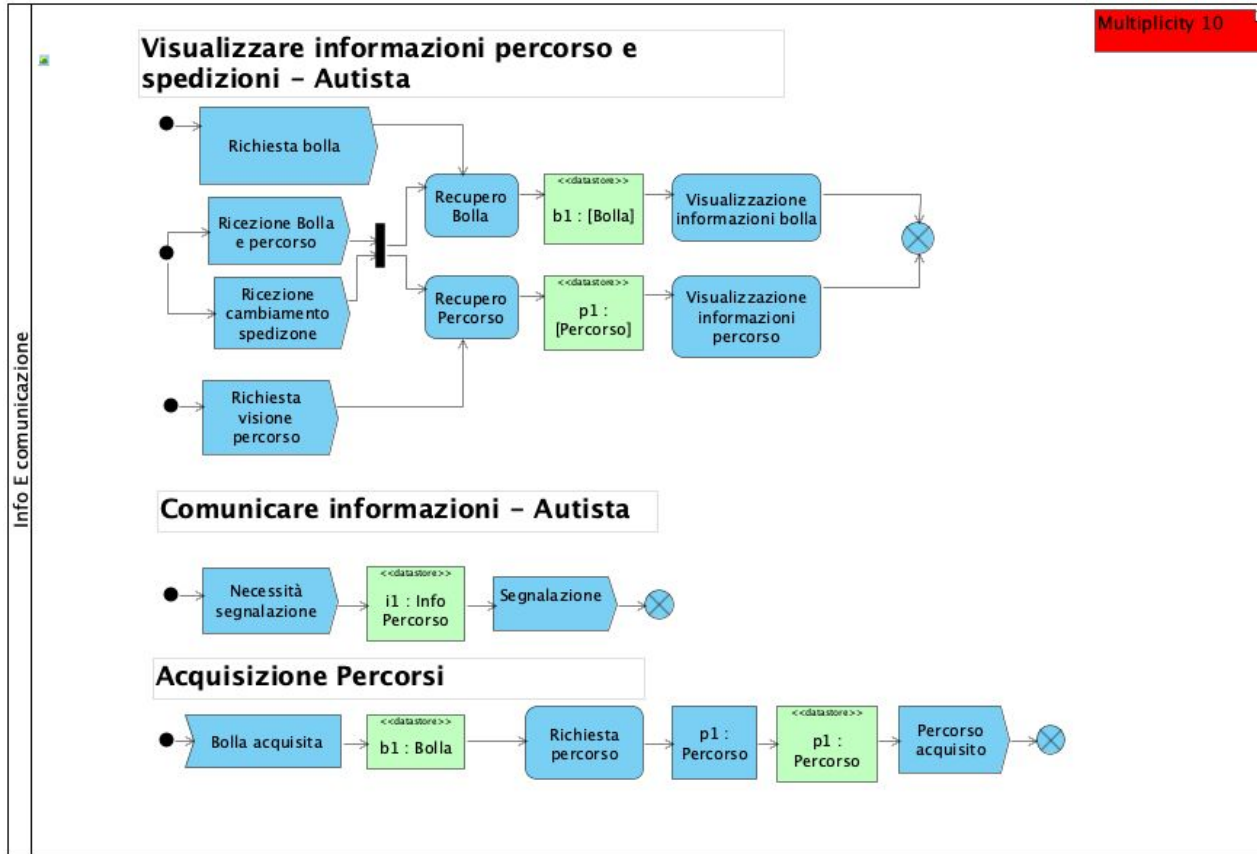 Multiplicity 10
Info E comunicazione
Visualizzare informazioni percorso e
spedizioni – Autista
Richiesta bolla
Ricezione Bolla
e percorso
Ricezione
cambiamento
spedizone
Richiesta
visione
percorso
Recupero
Bolla
<<datastore>>
b1 : [Bolla]
Visualizzazione
informazioni bolla
Recupero
Percorso
<<datastore>>
p1 :
[Percorso]
Visualizzazione
informazioni
percorso
Comunicare informazioni – Autista
Necessità
segnalazione
<<datastore>>
i1 : Info
Percorso
Segnalazione
Acquisizione Percorsi
Bolla acquisita
<<datastore>>
b1 : Bolla
Richiesta
percorso
p1 :
Percorso
<<datastore>>
p1 :
Percorso
Percorso
acquisito